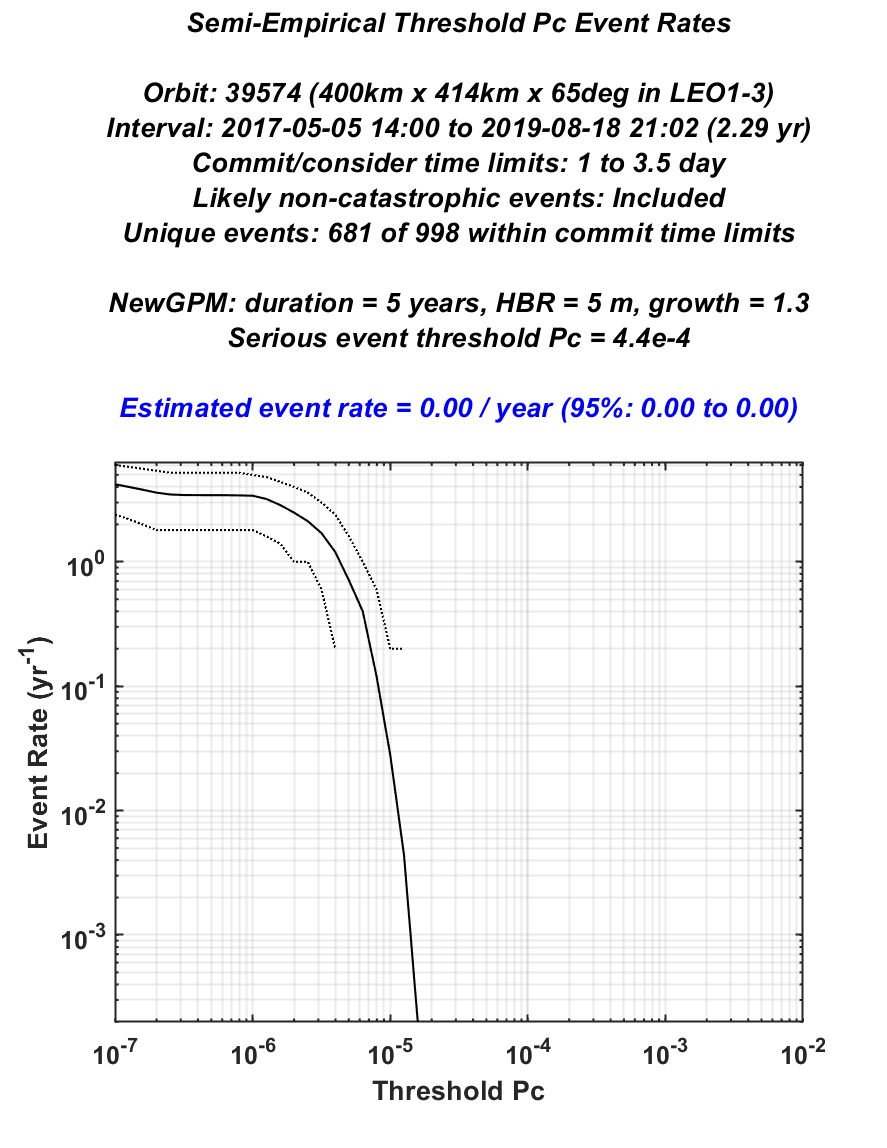 Semi-Empirical Threshold Pc Event Rates
Orbit: 39574 (400km x 414km x 65deg in LEO1-3)
Interval: 2017-05-05 14:00 to 2019-08-18 21:02 (2.29 yr)
Commit/consider time limits: 1 to 3.5 day
Likely non-catastrophic events: Included
Unique events: 681 of 998 within commit time limits
NewGPM: duration = 5 years, HBR = 5 m, growth = 1.3
Serious event threshold Pc = 4.4e-4
Estimated event rate = 0.00 / year (95%: 0.00 to 0.00)
Event Rate (yr⁻¹)
10⁰
10⁻¹
10⁻²
10⁻³
10⁻⁷ 10⁻⁶ 10⁻⁵ 10⁻⁴ 10⁻³ 10⁻²
Threshold Pc